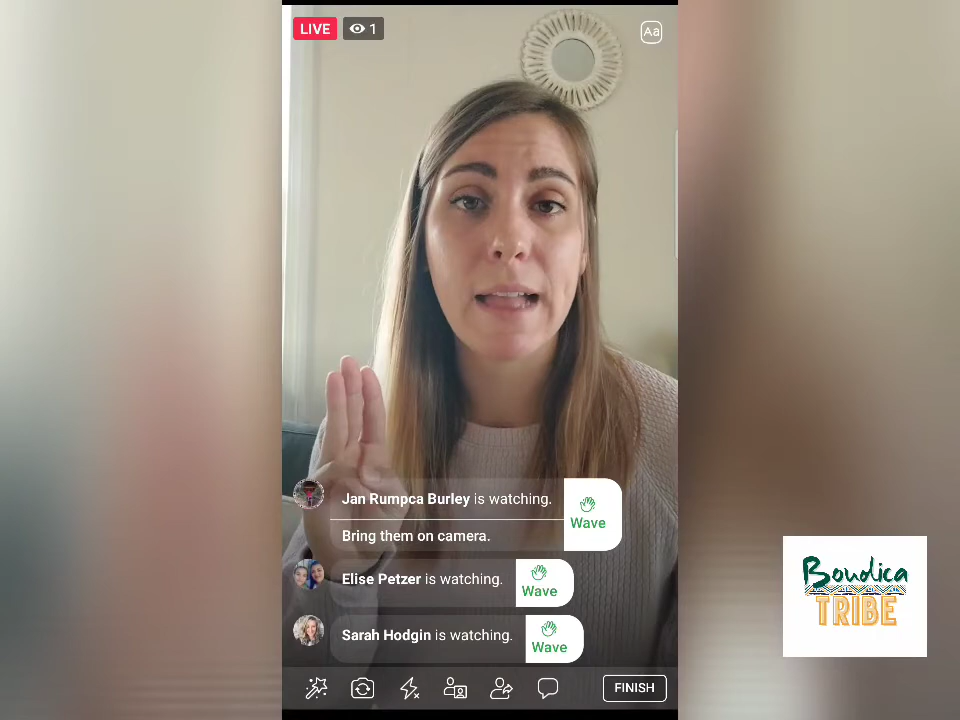 LIVE 1
Aa
Jan Rumpca Burley is watching.
Wave
Bring them on camera.
Elise Petzer is watching.
Wave
Sarah Hodgin is watching.
Wave
FINISH
Boudica
TRIBE